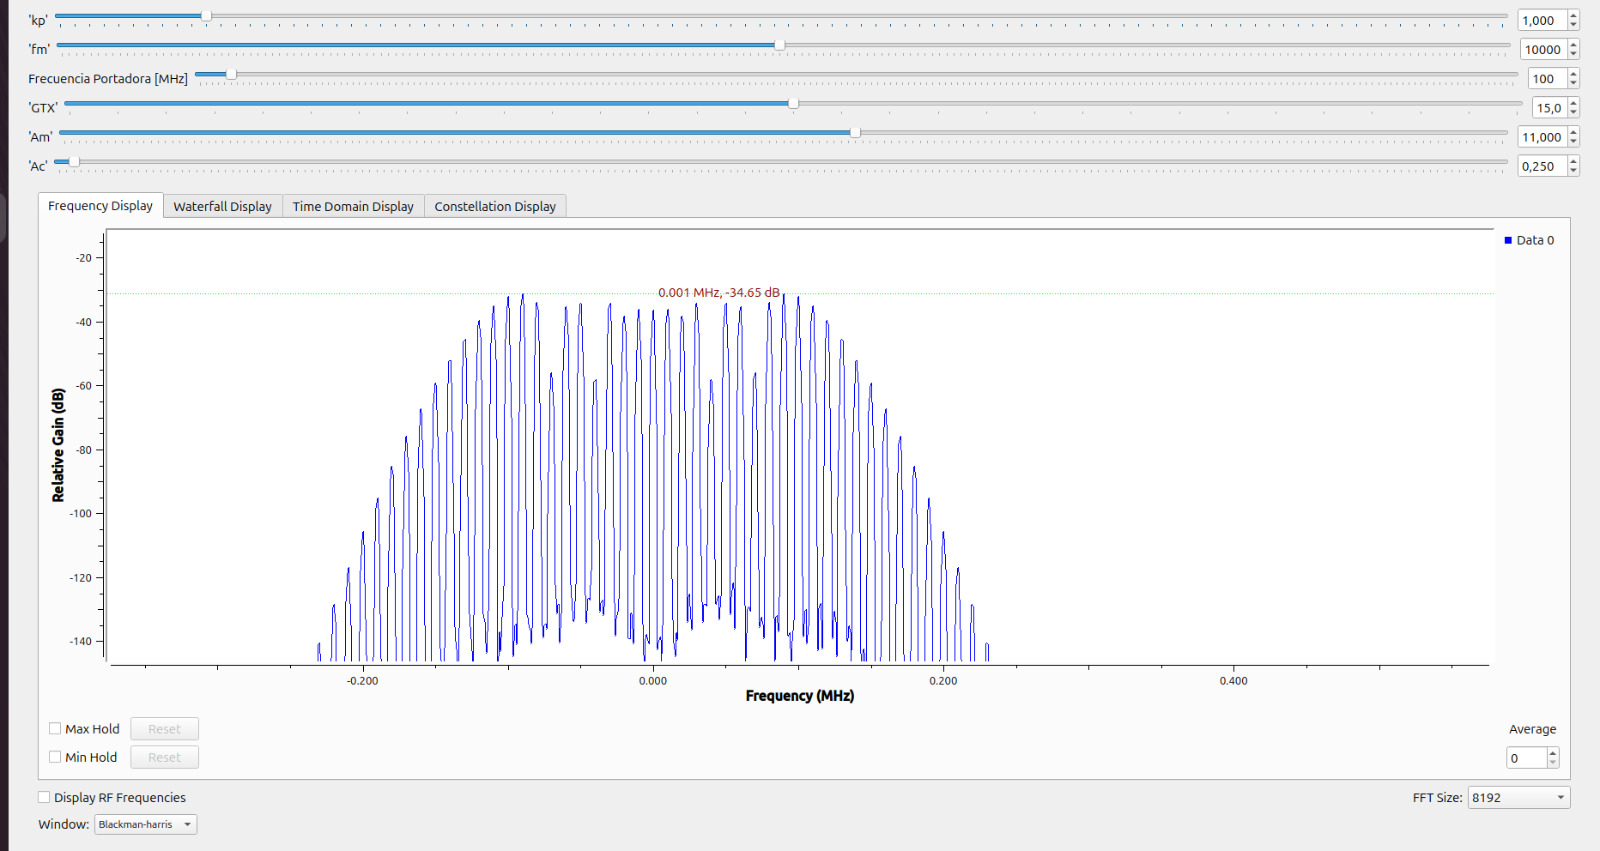 'kp' 1,000
'fm' 10000
Frecuencia Portadora [MHz] 100
'GTX' 15,0
'Am' 11,000
'Ac' 0,250
Frequency Display Waterfall Display Time Domain Display Constellation Display
Data 0
-20
0.001 MHz, -34.65 dB
-40
-60
-80
-100
-120
-140
Relative Gain (dB)
-0.200 0.000 0.200 0.400
Frequency (MHz)
Max Hold Reset Average
Min Hold Reset 0
Display RF Frequencies FFT Size: 8192
Window: Blackman-harris